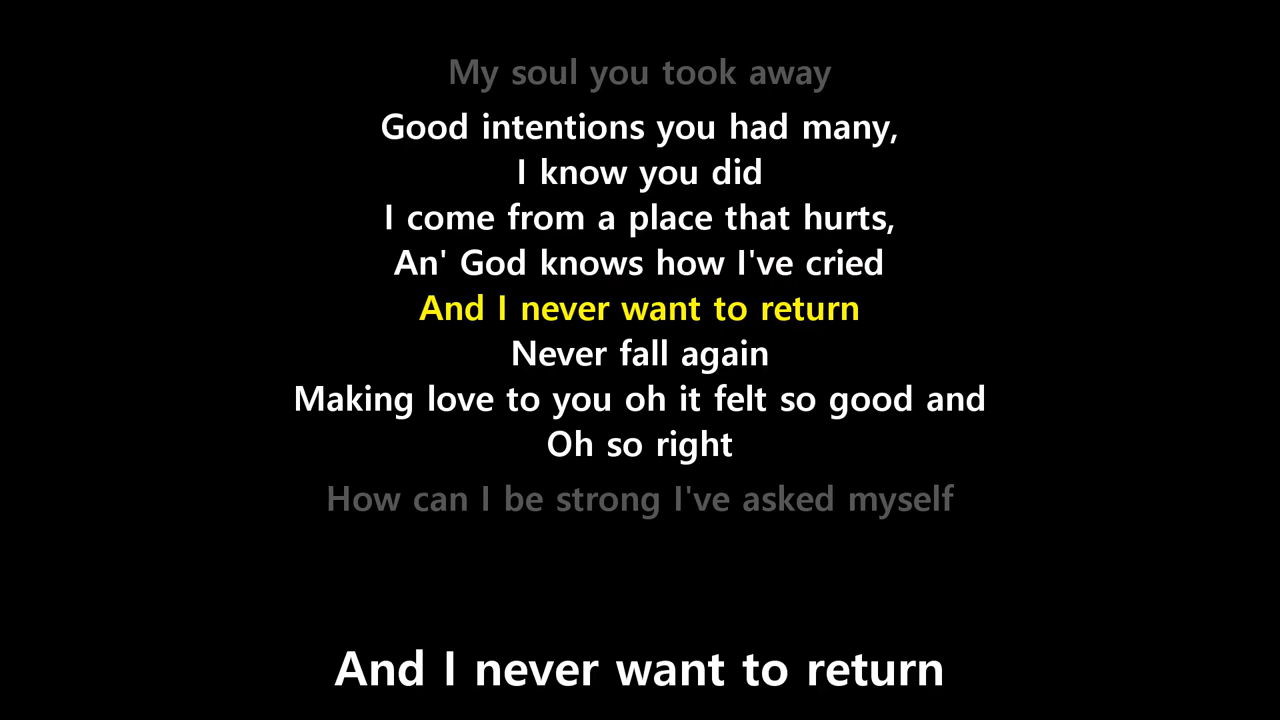 My soul you took away
Good intentions you had many,
I know you did
I come from a place that hurts,
An' God knows how I've cried
And I never want to return
Never fall again
Making love to you oh it felt so good and
Oh so right
How can I be strong I've asked myself
And I never want to return